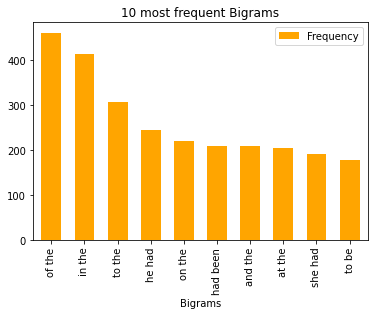 10 most frequent Bigrams
Frequency
400
300
200
100
0
of the
in the
to the
he had
on the
had been
and the
at the
she had
to be
Bigrams